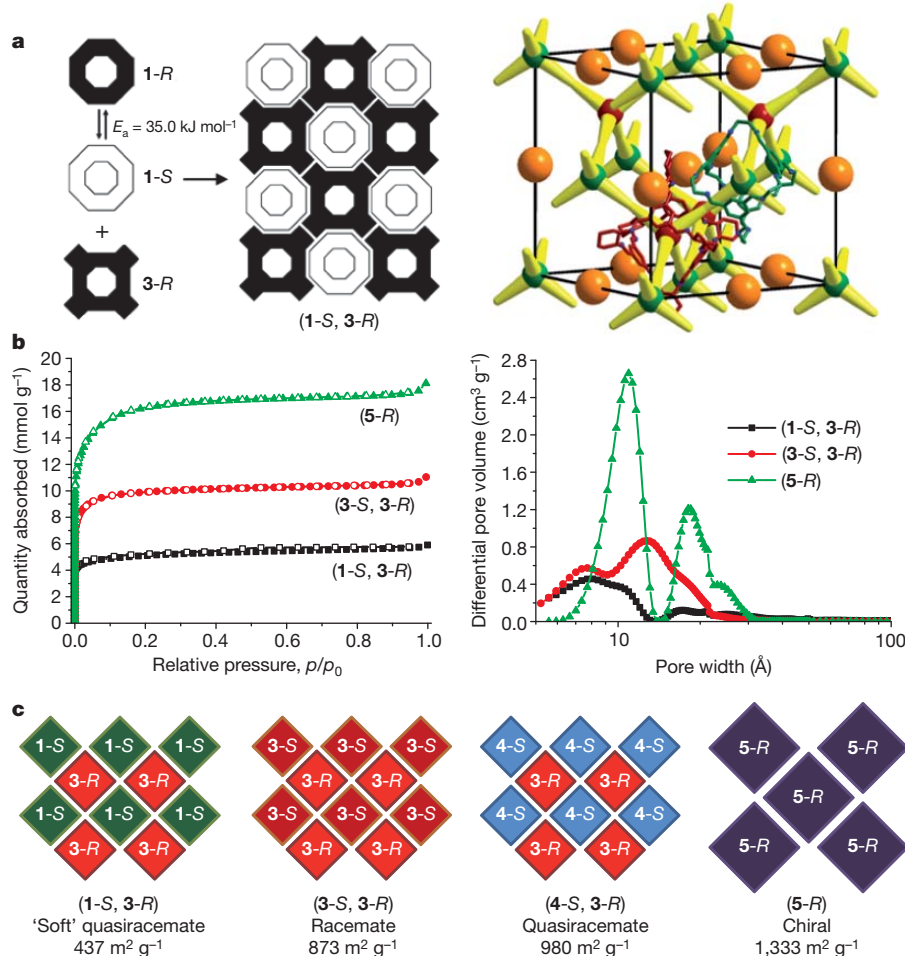 a
1-R
Eₐ = 35.0 kJ mol⁻¹
1-S
+
3-R
(1-S, 3-R)
b
Quantity absorbed (mmol g⁻¹)
20
18
16
14
12
10
8
6
4
2
0
0.0 0.2 0.4 0.6 0.8 1.0
Relative pressure, p/p₀
(5-R)
(3-S, 3-R)
(1-S, 3-R)
Differential pore volume (cm³ g⁻¹)
2.8
2.4
2.0
1.6
1.2
0.8
0.4
0.0
10 100
Pore width (Å)
(1-S, 3-R)
(3-S, 3-R)
(5-R)
c
1-S 1-S 1-S
3-R 3-R
1-S 1-S 1-S
3-R 3-R
(1-S, 3-R)
'Soft' quasiracemate
437 m² g⁻¹
3-S 3-S 3-S
3-R 3-R
3-S 3-S 3-S
3-R 3-R
(3-S, 3-R)
Racemate
873 m² g⁻¹
4-S 4-S 4-S
3-R 3-R
4-S 4-S 4-S
3-R 3-R
(4-S, 3-R)
Quasiracemate
980 m² g⁻¹
5-R 5-R
5-R
5-R 5-R
(5-R)
Chiral
1,333 m² g⁻¹